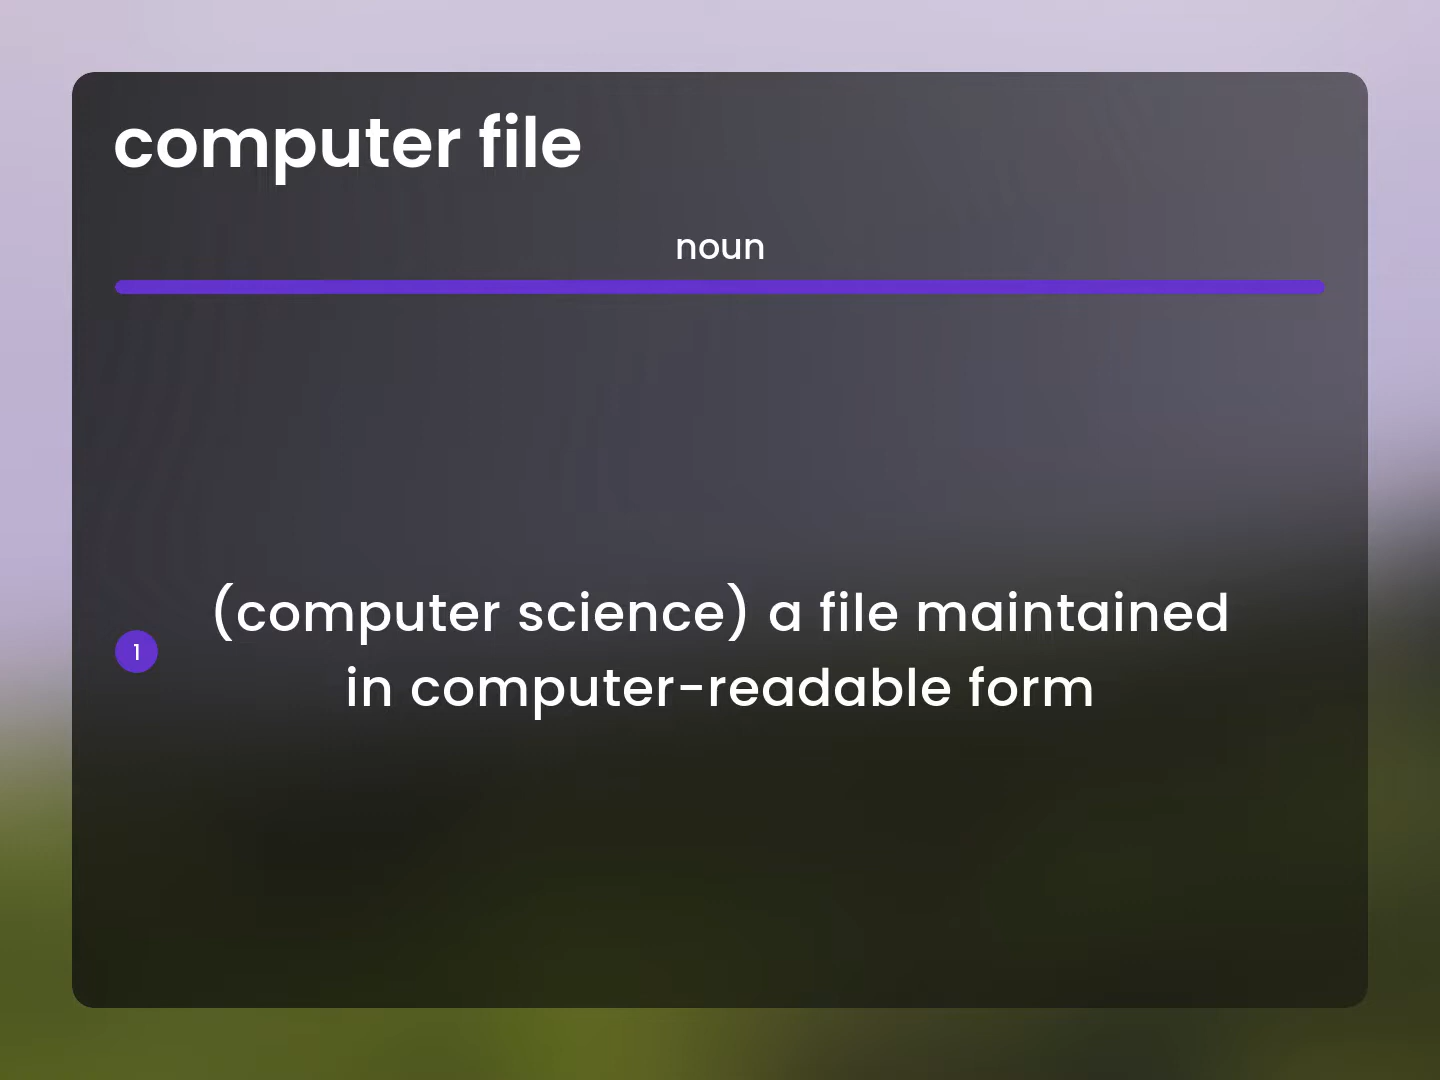 computer file
noun
1
(computer science) a file maintained
in computer-readable form